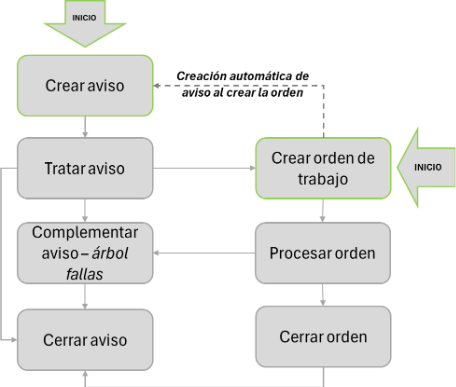 INICIO
Crear aviso
Creación automática de
aviso al crear la orden
Tratar aviso
Crear orden de
trabajo
INICIO
Complementar
aviso – árbol
fallas
Procesar orden
Cerrar aviso
Cerrar orden